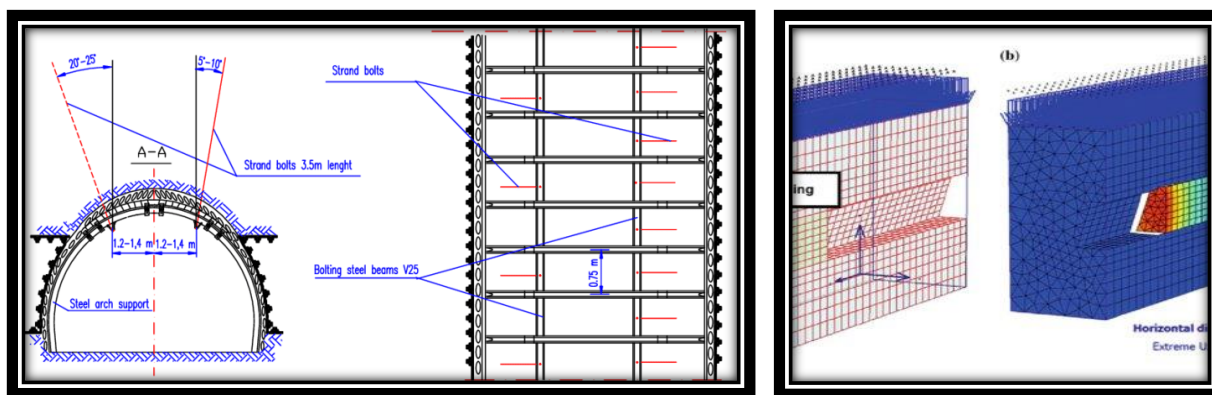 20°-25°
5°-10°
A-A
Strand bolts
Strand bolts 3.5m lenght
1.2-1,4 m
1.2-1,4 m
Steel arch support
Bolting steel beams V25
0.75 m
(b)
ing
Horizontal di
Extreme U